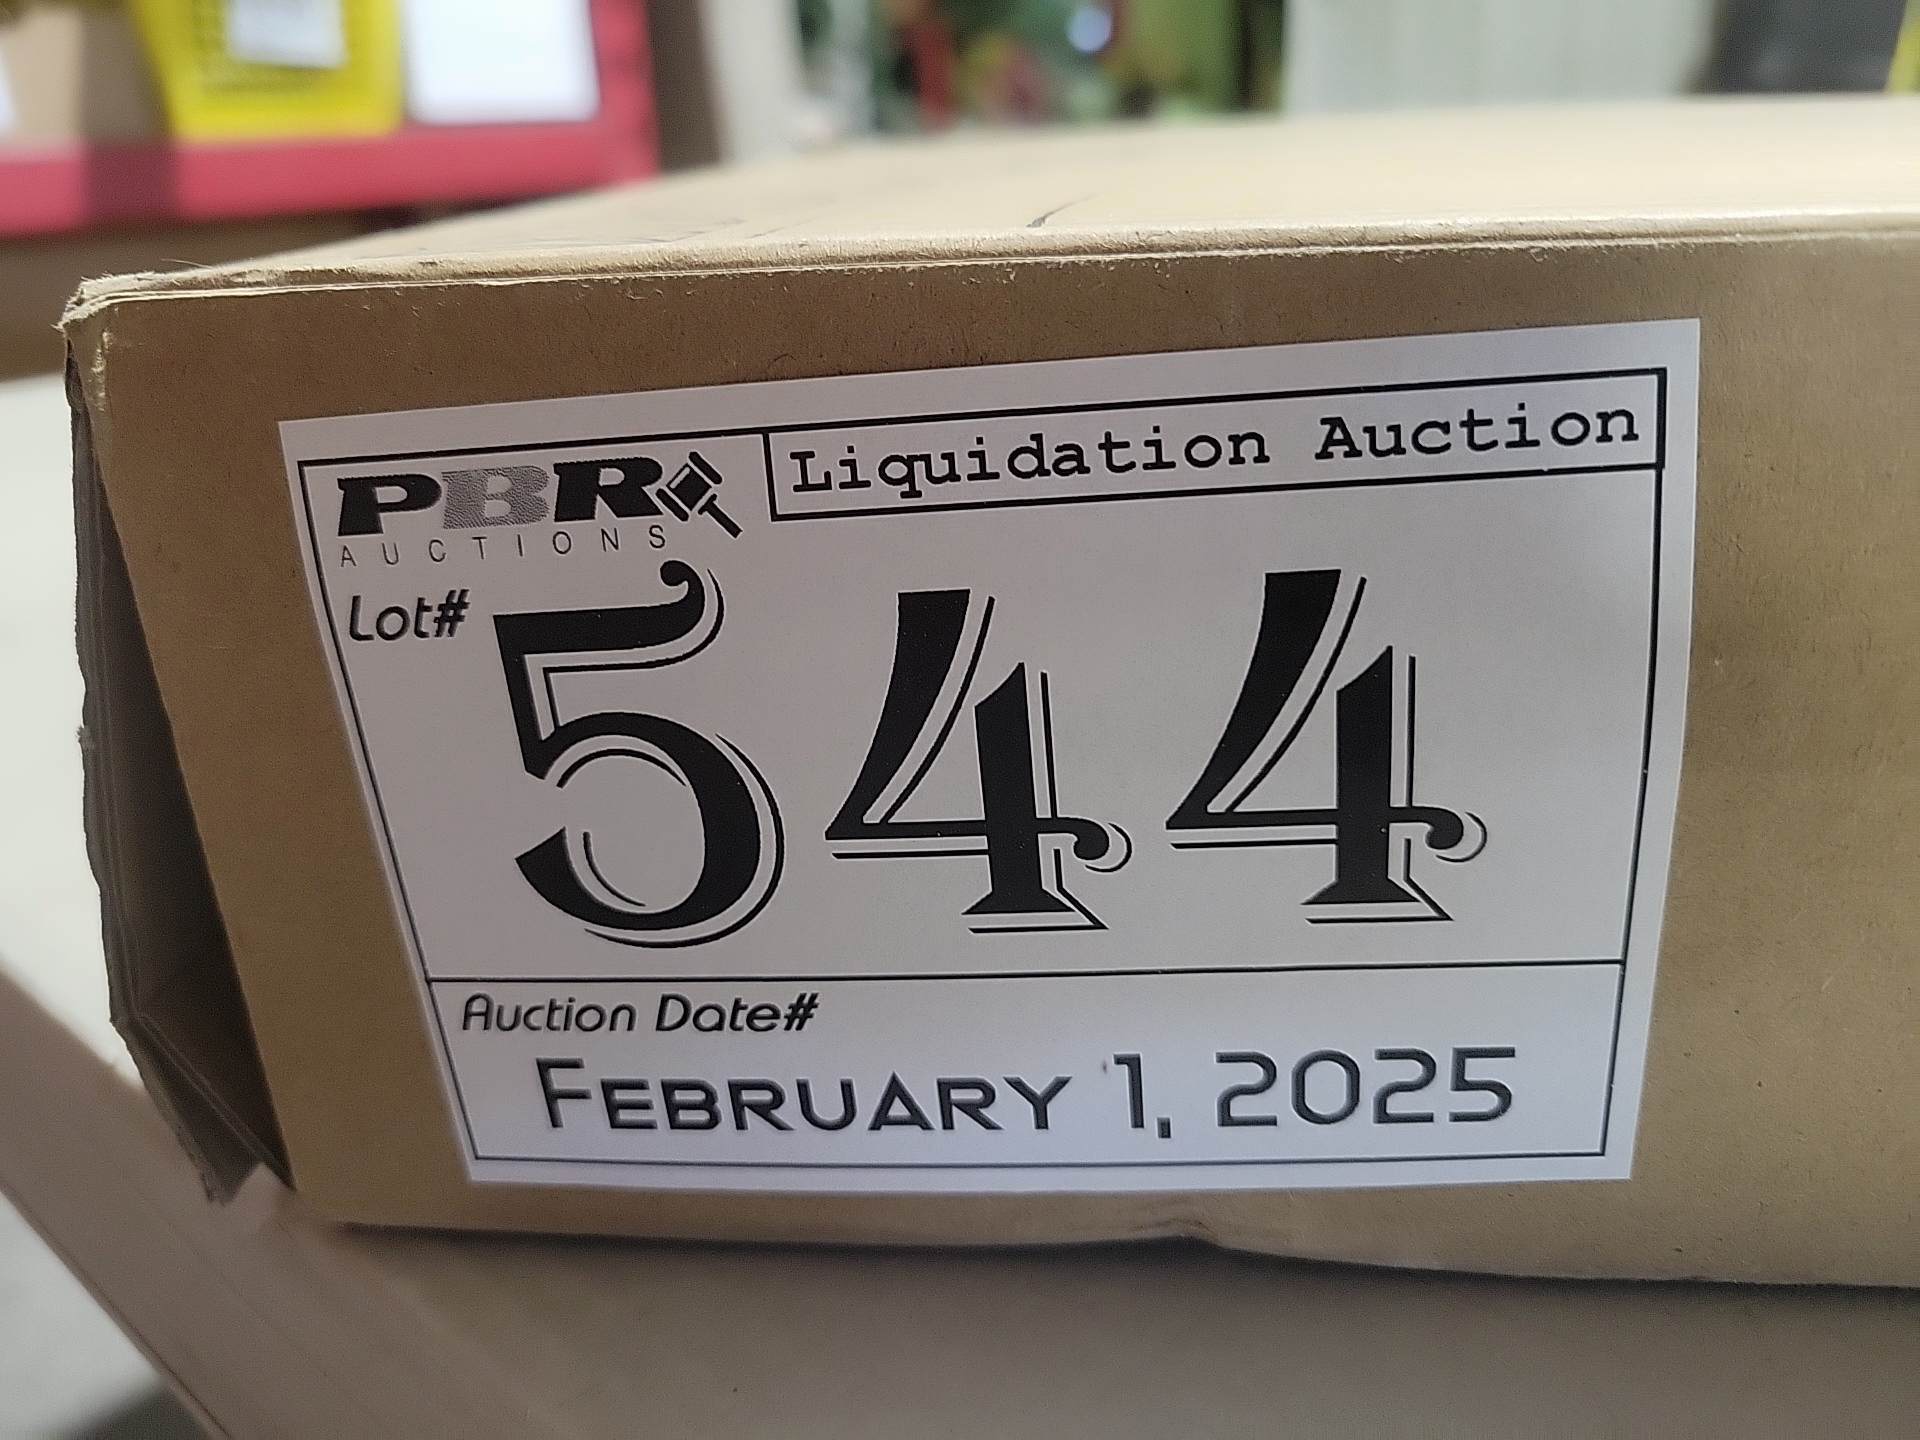 PBR
AUCTIONS
Liquidation Auction
Lot#
544
Auction Date#
FEBRUARY 1, 2025